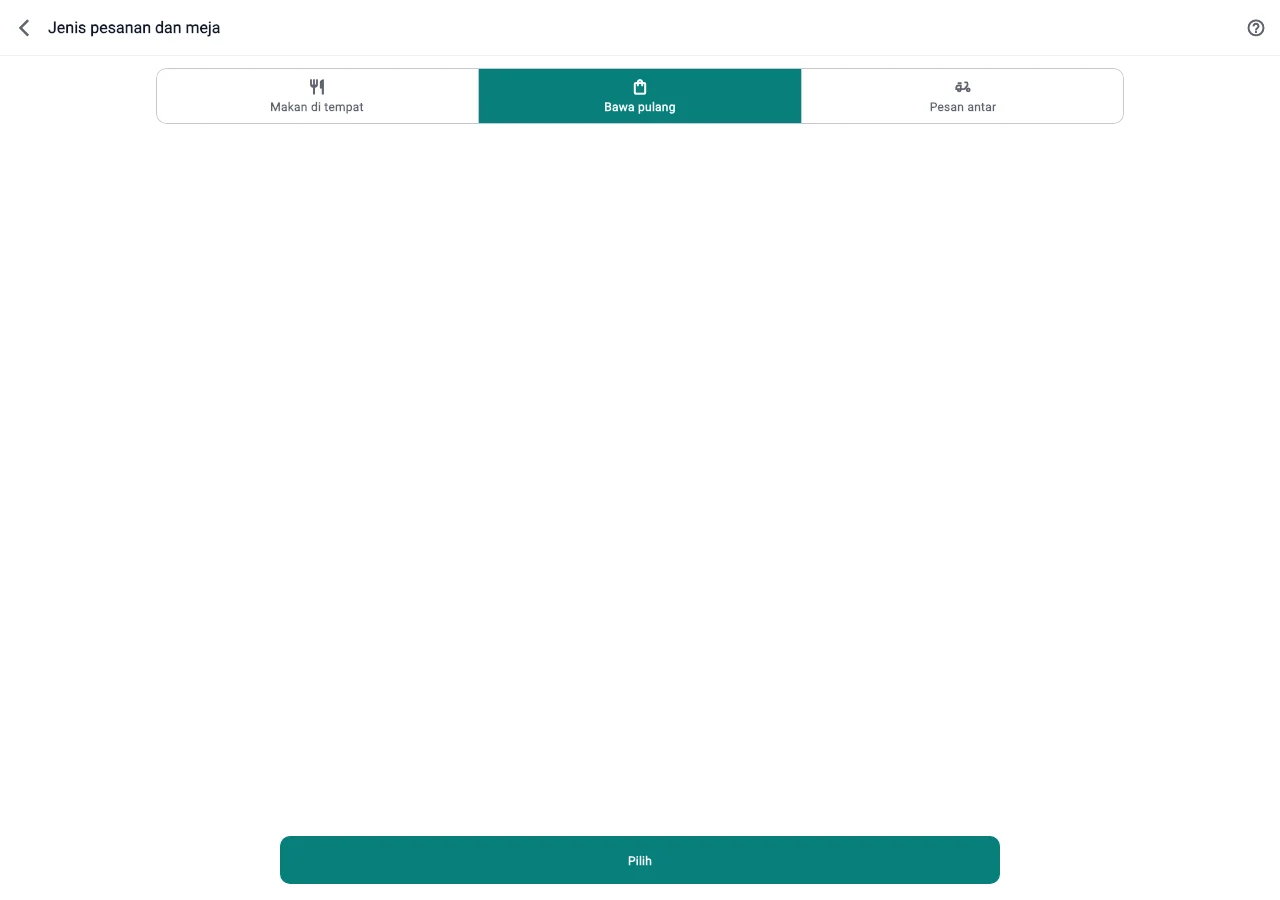 Jenis pesanan dan meja
Makan di tempat
Bawa pulang
Pesan antar
Pilih